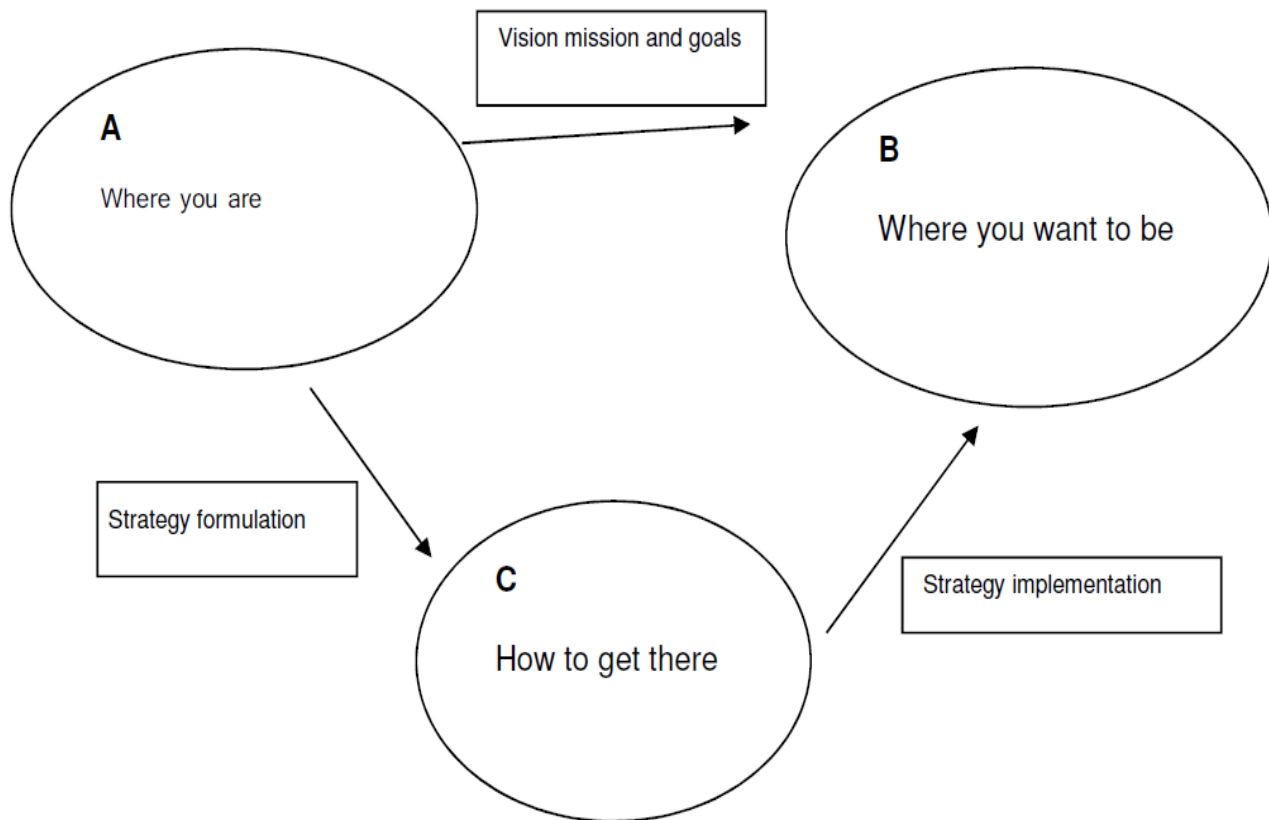 Vision mission and goals
A
Where you are
B
Where you want to be
Strategy formulation
C
How to get there
Strategy implementation